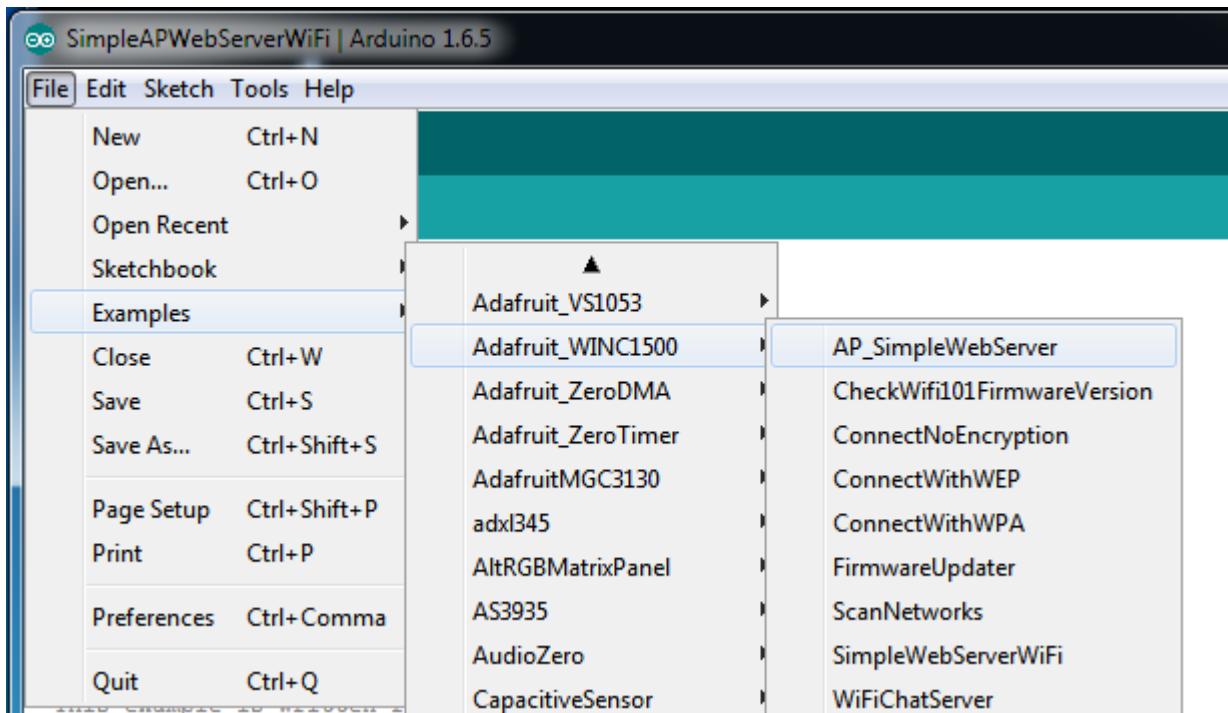 SimpleAPWebServerWiFi | Arduino 1.6.5
File Edit Sketch Tools Help
New Ctrl+N
Open... Ctrl+O
Open Recent
Sketchbook
Examples
Close Ctrl+W
Save Ctrl+S
Save As... Ctrl+Shift+S
Page Setup Ctrl+Shift+P
Print Ctrl+P
Preferences Ctrl+Comma
Quit Ctrl+Q
Adafruit_VS1053
Adafruit_WINC1500
Adafruit_ZeroDMA
Adafruit_ZeroTimer
AdafruitMGC3130
adxl345
AltRGBMatrixPanel
AS3935
AudioZero
CapacitiveSensor
AP_SimpleWebServer
CheckWifi101FirmwareVersion
ConnectNoEncryption
ConnectWithWEP
ConnectWithWPA
FirmwareUpdater
ScanNetworks
SimpleWebServerWiFi
WiFiChatServer